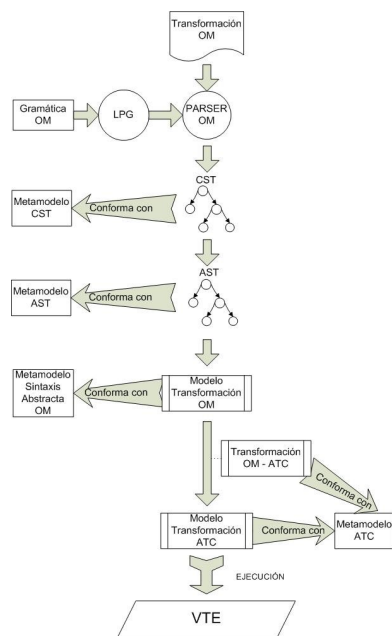 Transformación
OM
Gramática
OM
LPG
PARSER
OM
CST
Metamodelo
CST
Conforma con
AST
Metamodelo
AST
Conforma con
Metamodelo
Sintaxis
Abstracta
OM
Conforma con
Modelo
Transformación
OM
Transformación
OM - ATC
Conforma con
Modelo
Transformación
ATC
Conforma con
Metamodelo
ATC
EJECUCIÓN
VTE